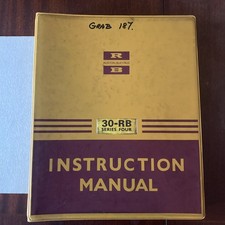 GRAB 187.
R
B
30-RB
SERIES FOUR
INSTRUCTION
MANUAL